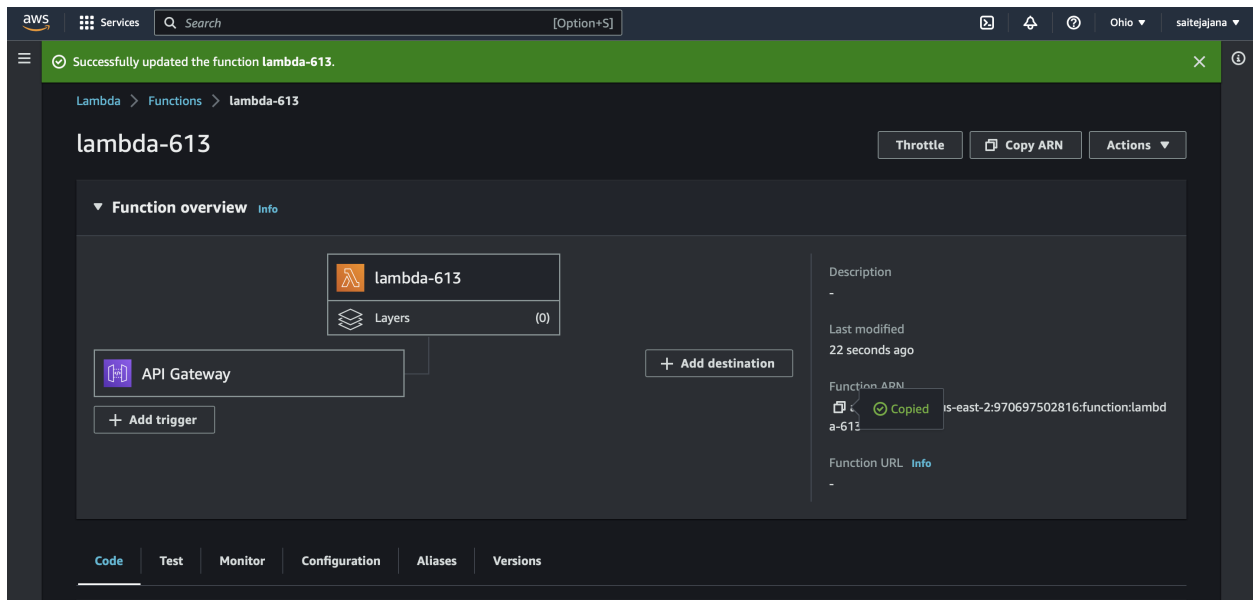 aws Services Search [Option+S] Ohio ▼ saitejajana ▼
Successfully updated the function lambda-613.
Lambda > Functions > lambda-613
lambda-613
Throttle Copy ARN Actions ▼
▼ Function overview Info
lambda-613
Layers (0)
API Gateway
+ Add trigger
+ Add destination
Description
-
Last modified
22 seconds ago
Function ARN
Copied
s-east-2:970697502816:function:lambd
a-613
Function URL Info
-
Code Test Monitor Configuration Aliases Versions